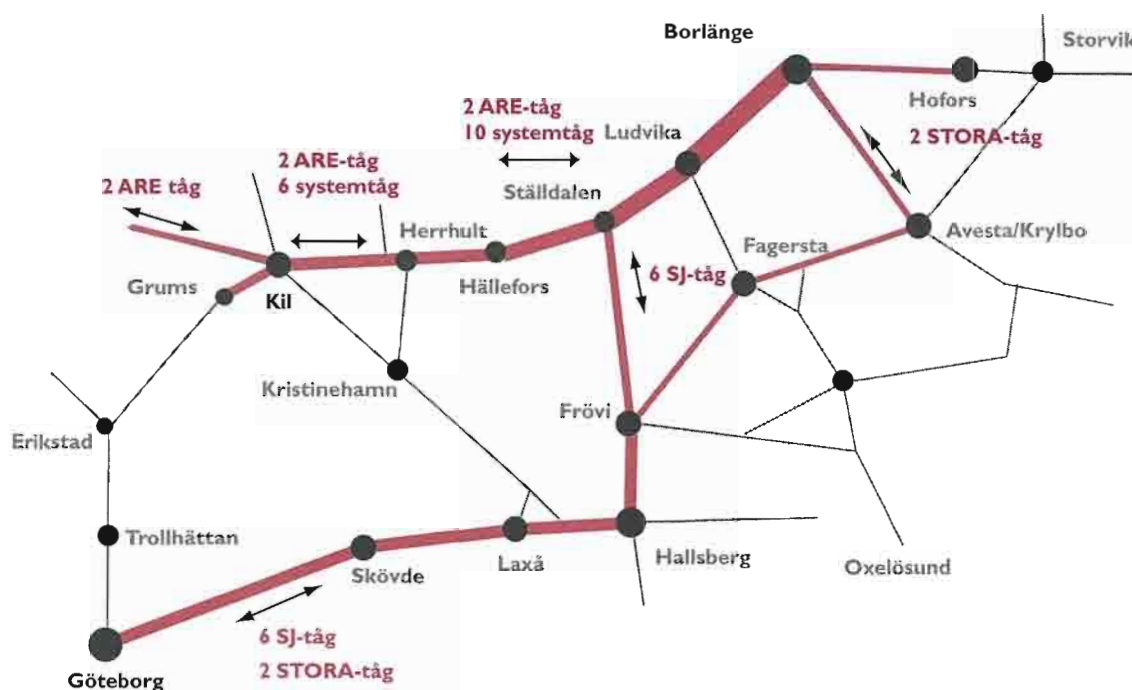 Borlänge
Storvik
Hofors
2 ARE-tåg
10 systemtåg
Ludvika
2 STORA-tåg
2 ARE-tåg
6 systemtåg
2 ARE tåg
Ställdalen
Herrhult
Avesta/Krylbo
Fagersta
6 SJ-tåg
Hällefors
Grums
Kil
Kristinehamn
Frövi
Erikstad
Trollhättan
Hallsberg
Laxå
Skövde
Oxelösund
6 SJ-tåg
2 STORA-tåg
Göteborg